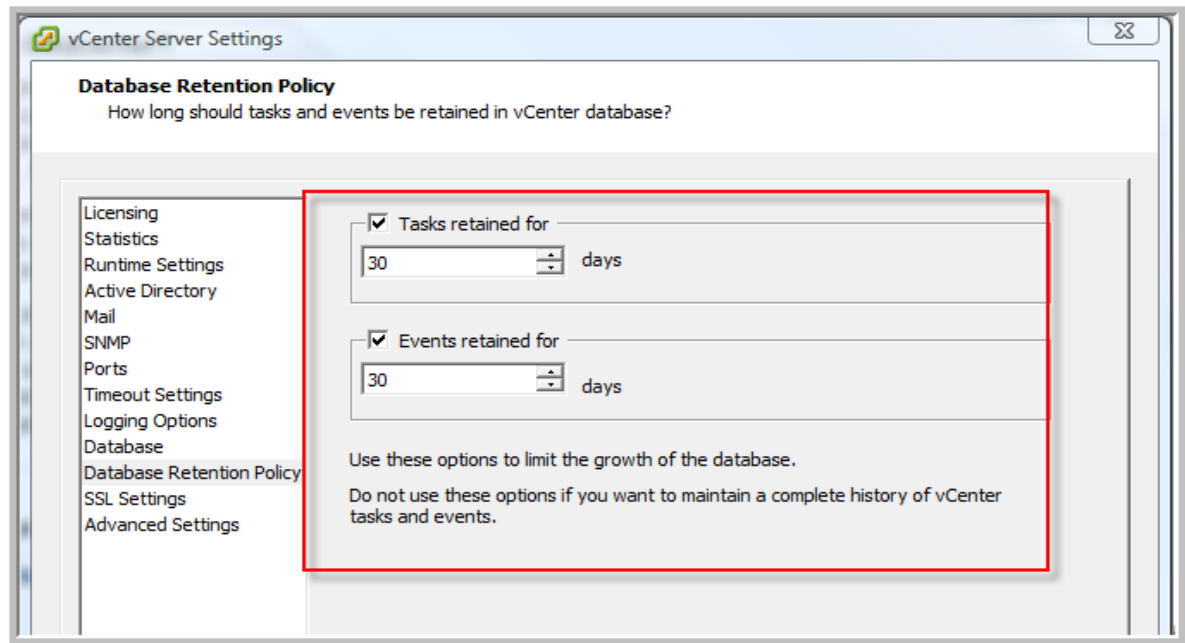 vCenter Server Settings
Database Retention Policy
How long should tasks and events be retained in vCenter database?
Licensing
Statistics
Runtime Settings
Active Directory
Mail
SNMP
Ports
Timeout Settings
Logging Options
Database
Database Retention Policy
SSL Settings
Advanced Settings
Tasks retained for
30 days
Events retained for
30 days
Use these options to limit the growth of the database.
Do not use these options if you want to maintain a complete history of vCenter
tasks and events.